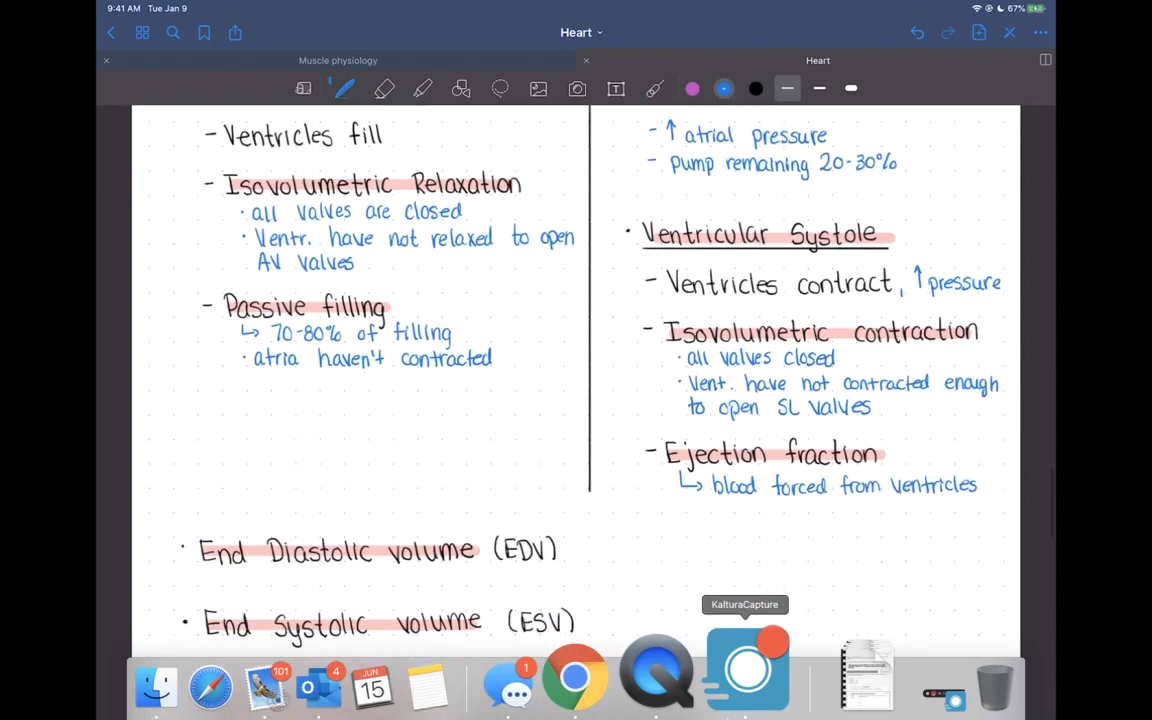 9:41 AM Tue Jan 9
67%
Heart
Muscle physiology
Heart
- Ventricles fill
- Isovolumetric Relaxation
· all valves are closed
· Ventr. have not relaxed to open
AV valves
- Passive filling
↳ 70-80% of filling
· atria haven't contracted
- ↑ atrial pressure
- pump remaining 20-30%
· Ventricular Systole
- Ventricles contract, ↑ pressure
- Isovolumetric contraction
· all valves closed
· Vent. have not contracted enough
to open SL valves
- Ejection fraction
↳ blood forced from ventricles
· End Diastolic volume (EDV)
· End Systolic volume (ESV)
KalturaCapture
101
4
JUN
15
1